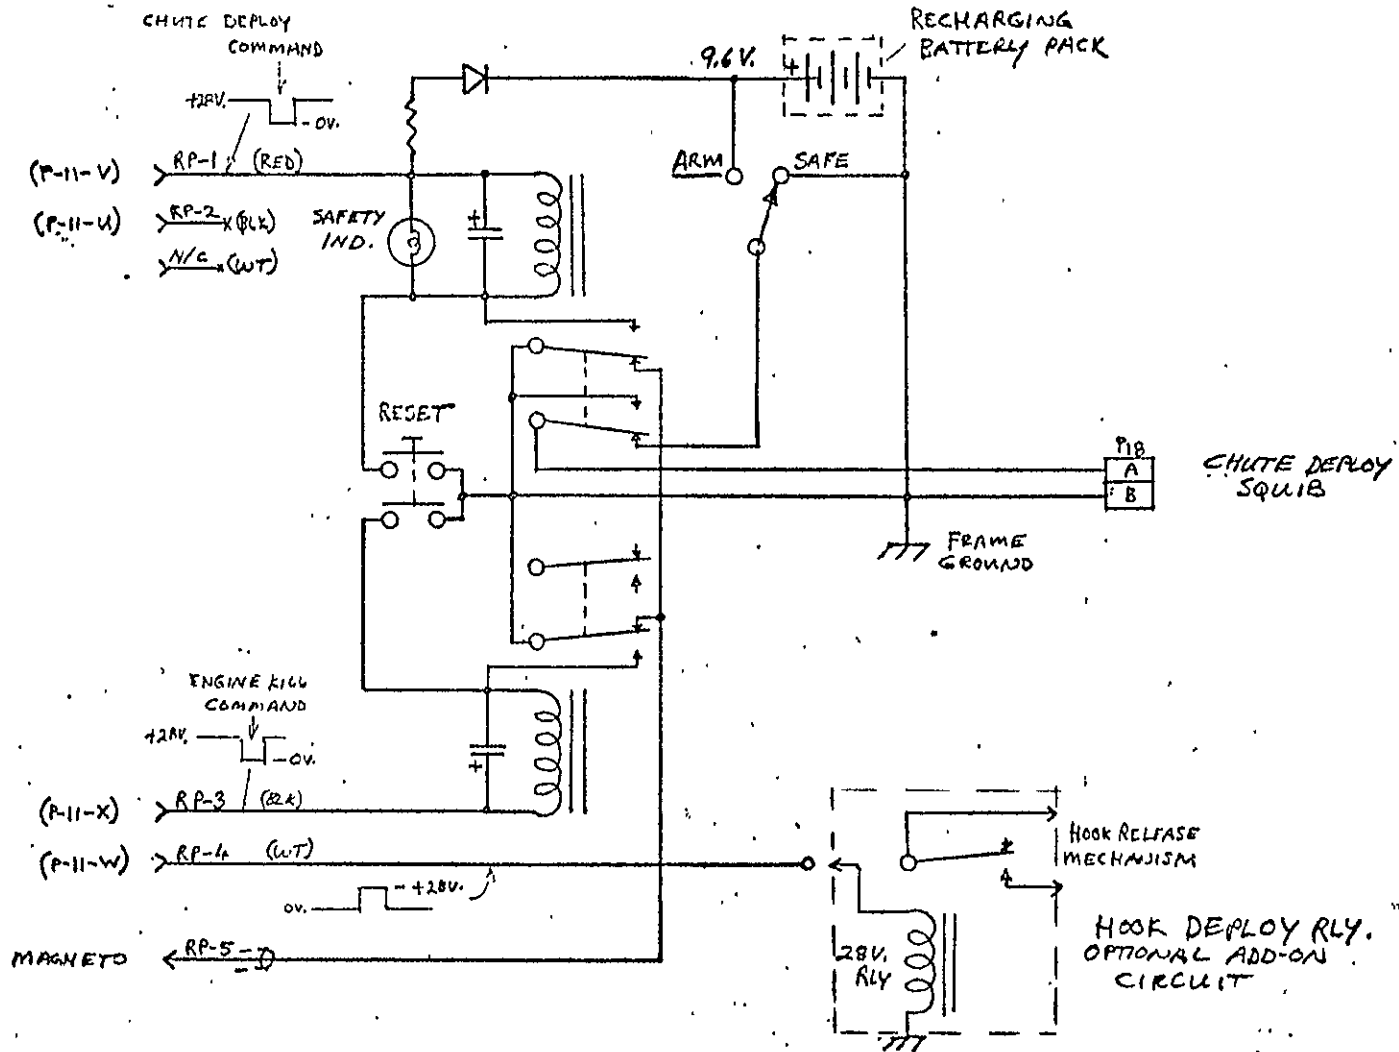 CHUTE DEPLOY
COMMAND
+28V.
-0V.
RECHARGING
BATTERY PACK
9.6V.
+
(P-11-V) RP-1 (RED)
ARM
SAFE
(P-11-U) RP-2 x (BLK)
N/C x (WT)
SAFETY
IND.
+
RESET
P18
A
B
CHUTE DEPLOY
SQUIB
FRAME
GROUND
ENGINE KILL
COMMAND
+28V.
-0V.
+
(P-11-X) RP-3 (BLK)
(P-11-W) RP-4 (WT)
- +28V.
0V.
HOOK RELEASE
MECHANISM
MAGNETO RP-5
28V.
RLY
HOOK DEPLOY RLY.
OPTIONAL ADD-ON
CIRCUIT